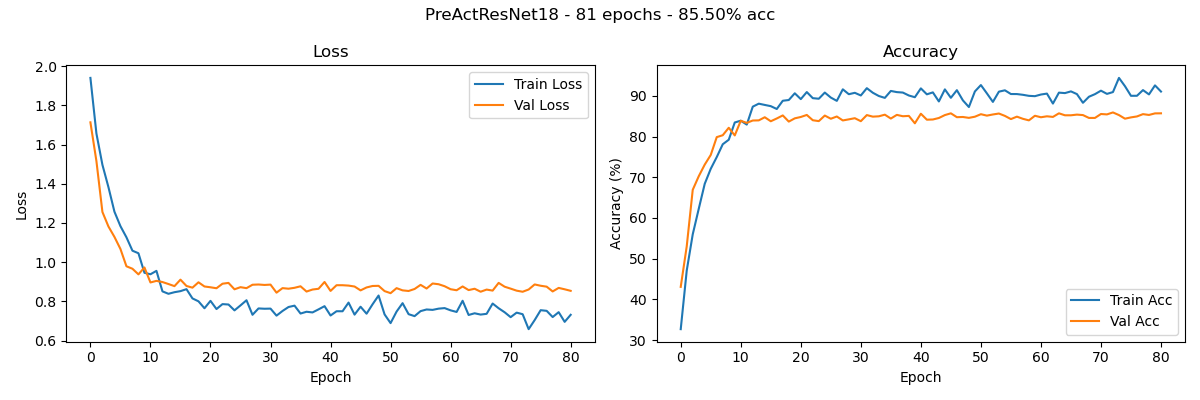 PreActResNet18 - 81 epochs - 85.50% acc
Loss
2.0
1.8
1.6
1.4
1.2
1.0
0.8
0.6
Loss
0 10 20 30 40 50 60 70 80
Epoch
Train Loss
Val Loss
Accuracy
90
80
70
60
50
40
30
Accuracy (%)
0 10 20 30 40 50 60 70 80
Epoch
Train Acc
Val Acc